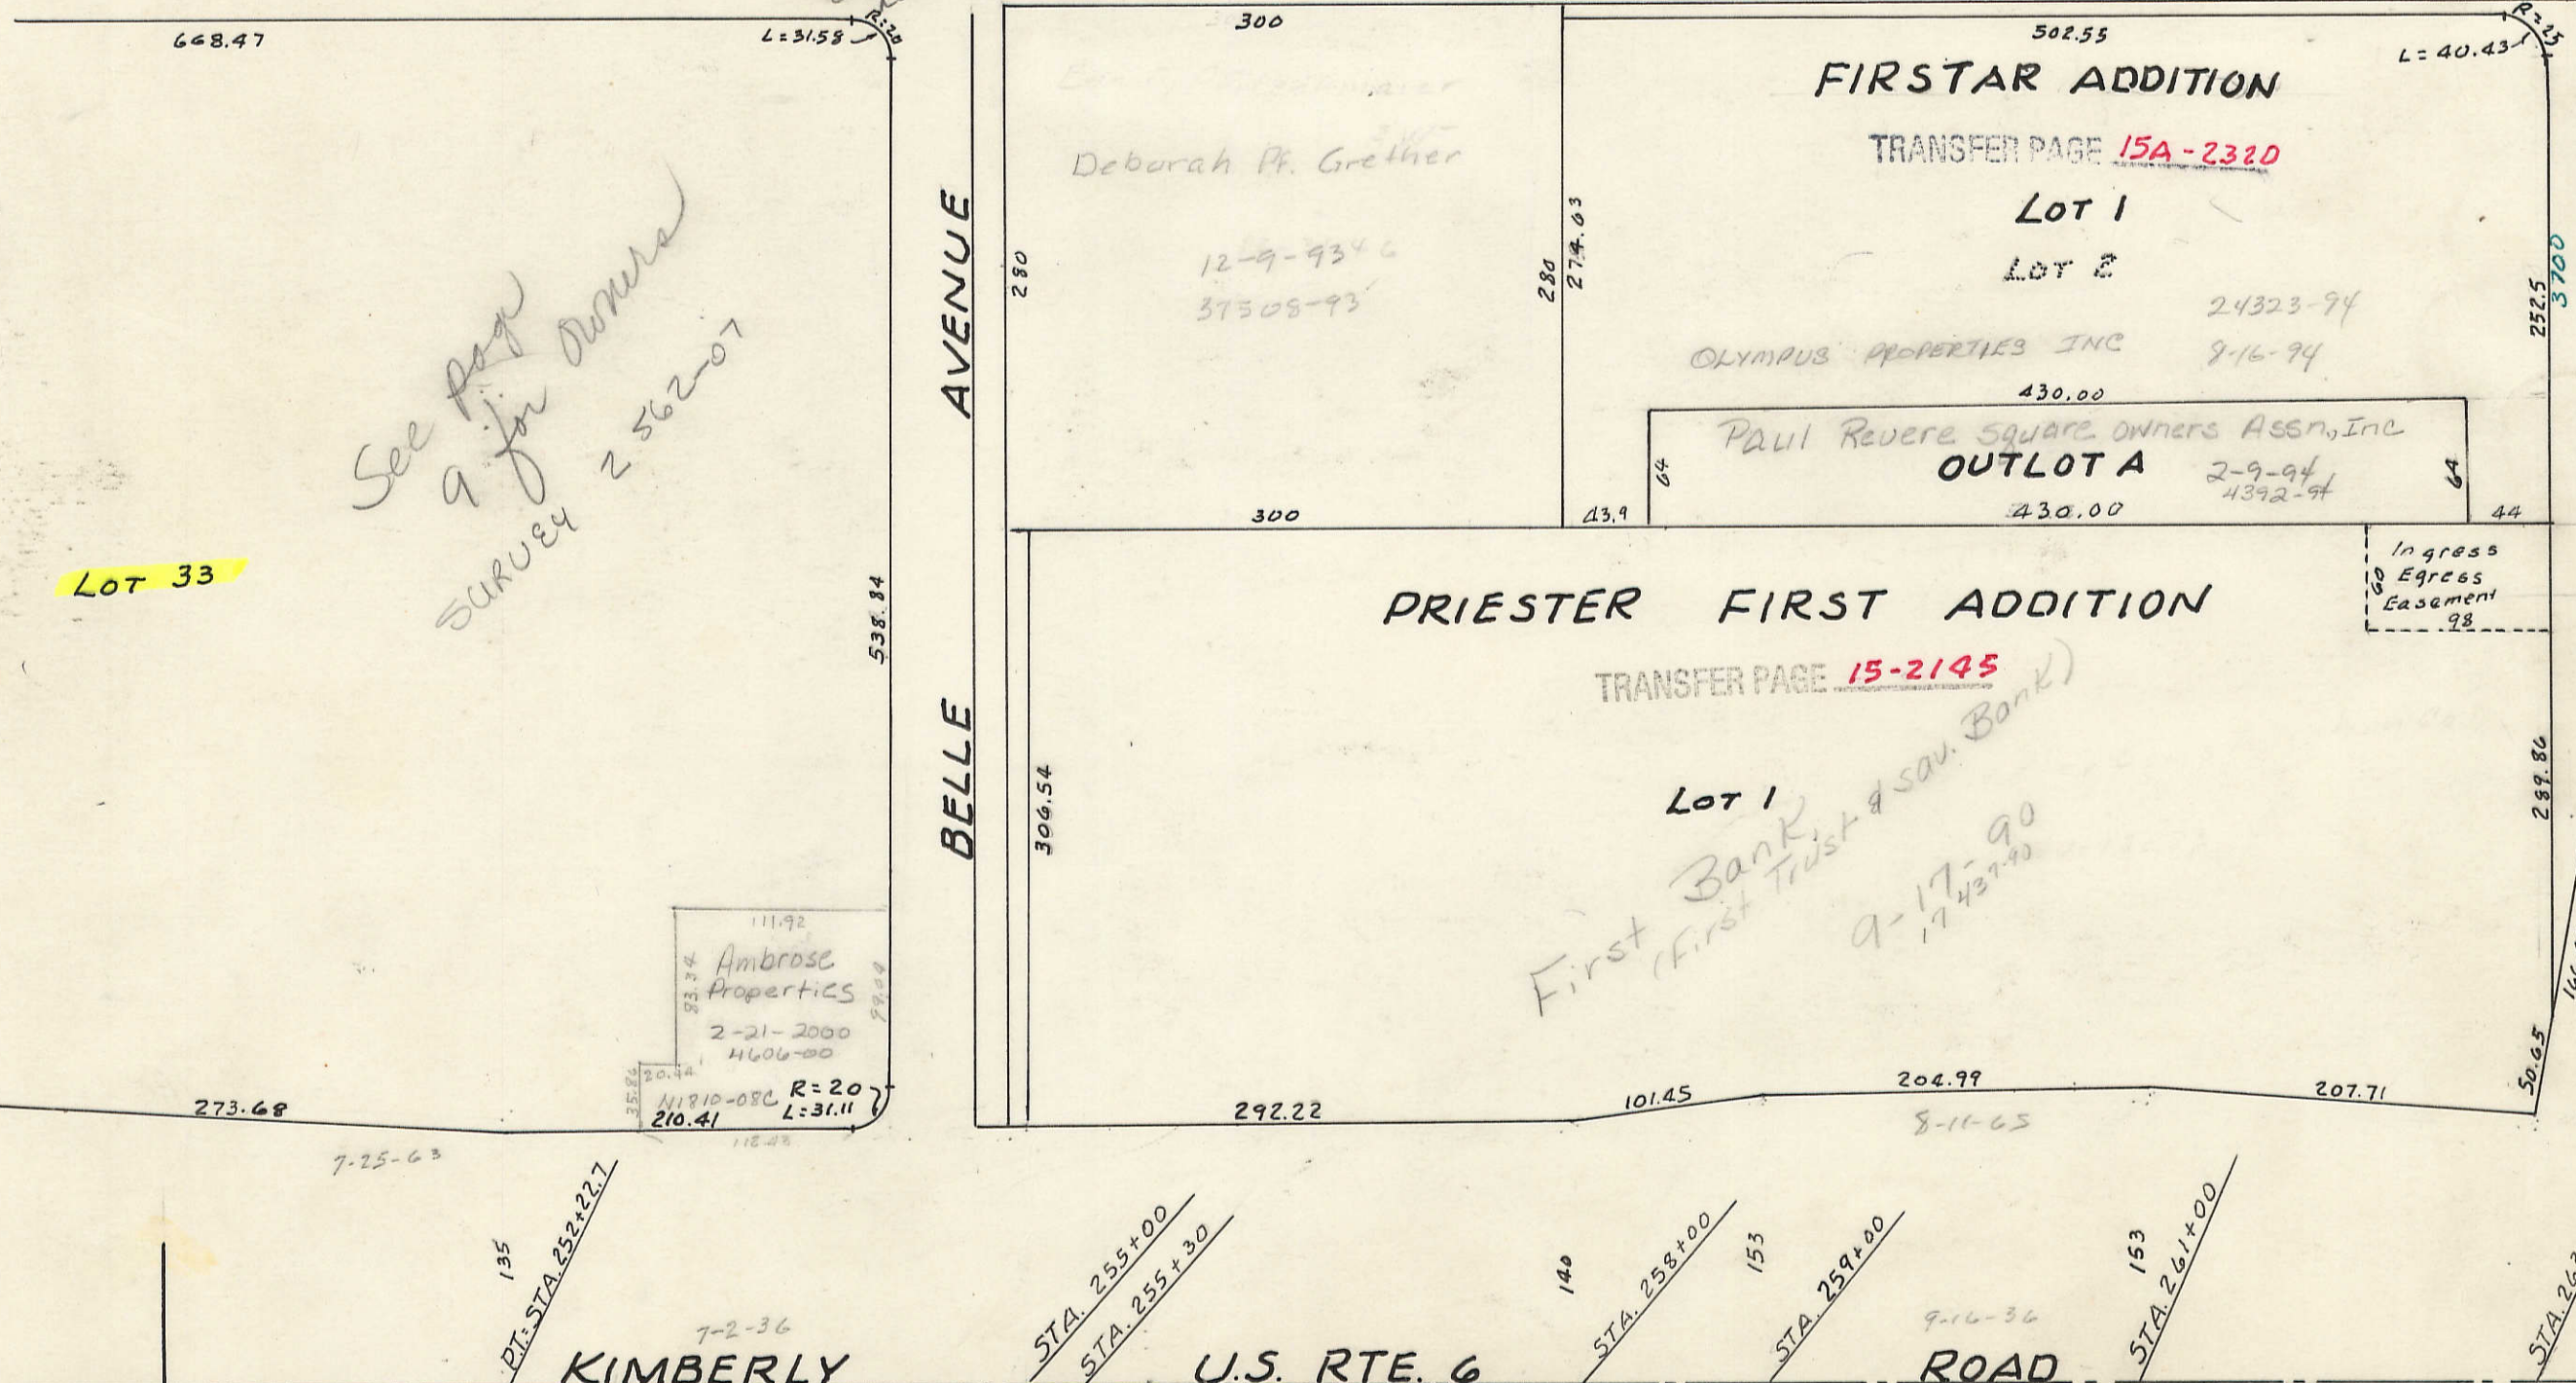 668.47
L=31.58
R=20
300
502.55
L=40.43
R=25
FIRSTAR ADDITION
TRANSFER PAGE 15A-2320
LOT 1
LOT 2
24323-94
OLYMPUS PROPERTIES INC
8-16-94
430.00
Paul Revere Square Owners Assn, Inc
OUTLOT A
2-9-94
4392-94
64
64
430.00
43.9
44
252.5
3700
Deborah Pf. Grether
12-9-93
37508-93
280
280
274.63
300
AVENUE
BELLE
See page
9 for owners
SURVEY 2562-07
LOT 33
538.84
Ingress
Egress
Easement
60
98
PRIESTER FIRST ADDITION
TRANSFER PAGE 15-2145
LOT 1
First Bank,
(First Trust & Sav. Bank)
9-17-90
17437-90
306.54
289.86
50.65
111.92
Ambrose
Properties
2-21-2000
4606-00
83.34
99.04
20.44
35.86
N1810-08C
R=20
L=31.11
273.68
210.41
292.22
101.45
204.99
207.71
7-25-63
8-11-65
135
P.T.=STA. 252+22.7
STA. 255+00
STA. 255+30
140
STA. 258+00
153
STA. 259+00
153
STA. 261+00
7-2-36
9-16-36
KIMBERLY U.S. RTE. 6 ROAD